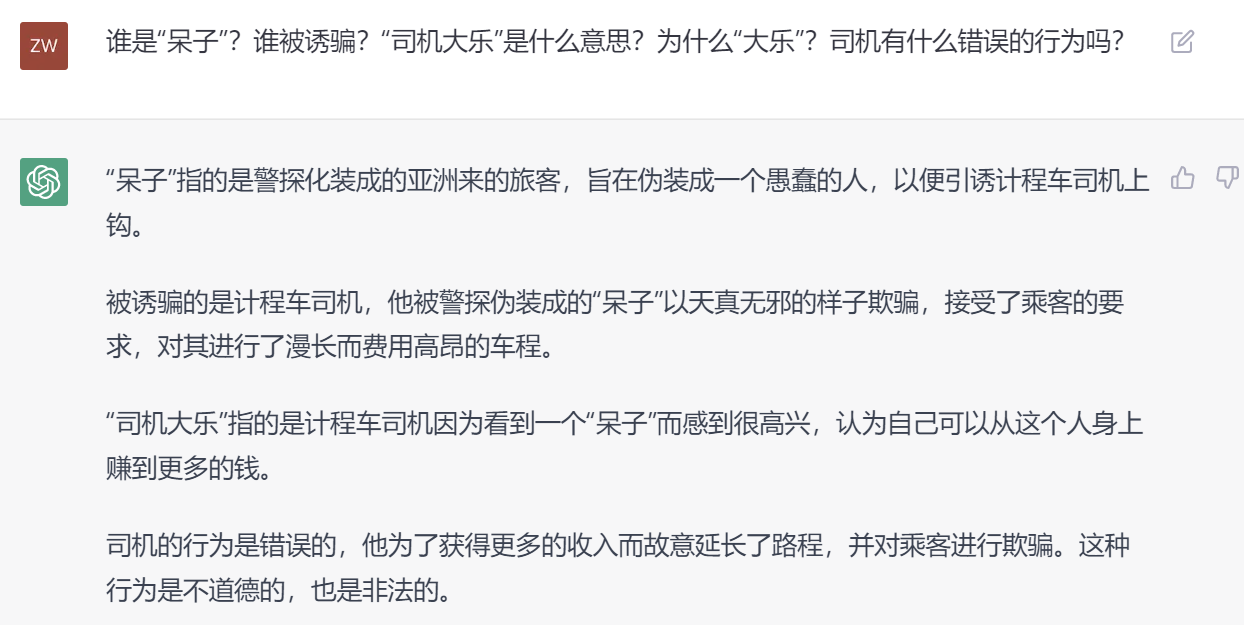 ZW
谁是“呆子”？谁被诱骗？“司机大乐”是什么意思？为什么“大乐”？司机有什么错误的行为吗？
“呆子”指的是警探化装成的亚洲来的旅客，旨在伪装成一个愚蠢的人，以便引诱计程车司机上
钩。
被诱骗的是计程车司机，他被警探伪装成的“呆子”以天真无邪的样子欺骗，接受了乘客的要
求，对其进行了漫长而费用高昂的车程。
“司机大乐”指的是计程车司机因为看到一个“呆子”而感到很高兴，认为自己可以从这个人身上
赚到更多的钱。
司机的行为是错误的，他为了获得更多的收入而故意延长了路程，并对乘客进行欺骗。这种
行为是不道德的，也是非法的。